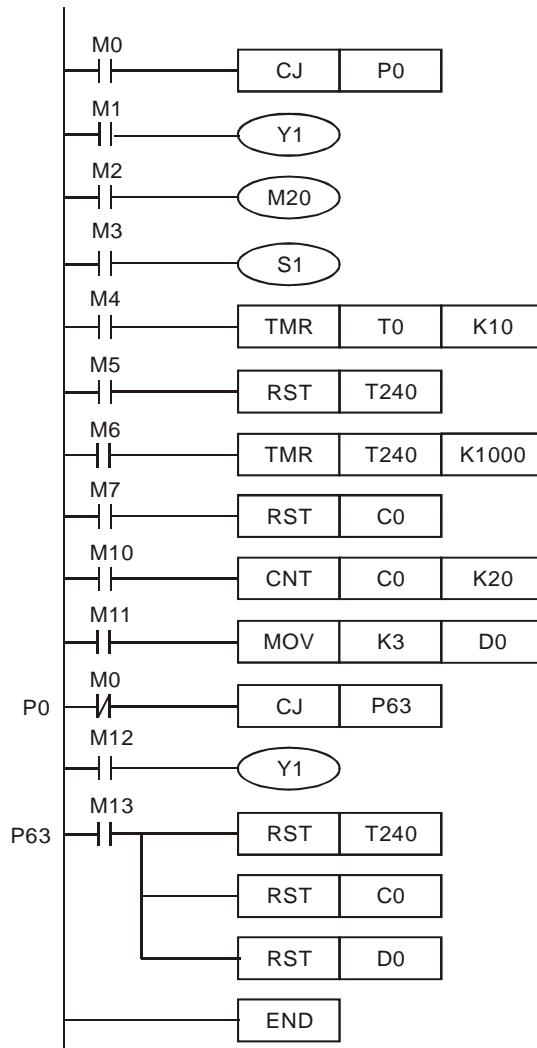 M0
CJ P0
M1
Y1
M2
M20
M3
S1
M4
TMR T0 K10
M5
RST T240
M6
TMR T240 K1000
M7
RST C0
M10
CNT C0 K20
M11
MOV K3 D0
M0
P0 CJ P63
M12
Y1
M13
P63 RST T240
RST C0
RST D0
END